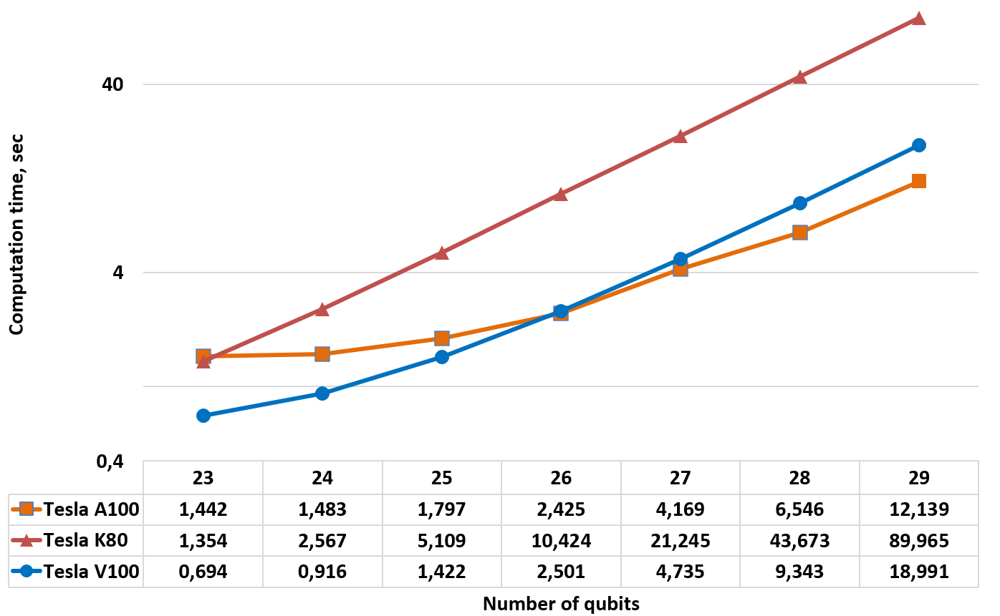 40
Computation time, sec
4
0,4
23 24 25 26 27 28 29
Tesla A100 1,442 1,483 1,797 2,425 4,169 6,546 12,139
Tesla K80 1,354 2,567 5,109 10,424 21,245 43,673 89,965
Tesla V100 0,694 0,916 1,422 2,501 4,735 9,343 18,991
Number of qubits